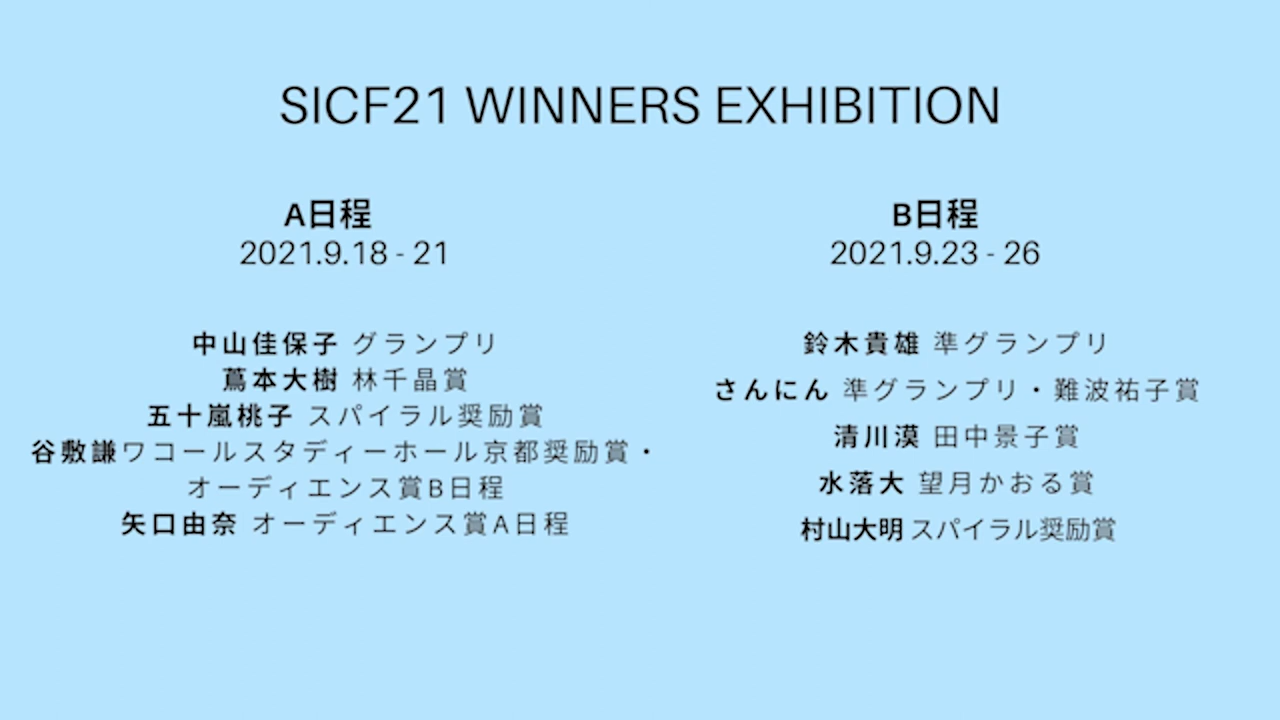 SICF21 WINNERS EXHIBITION
A日程
2021.9.18 - 21
中山佳保子 グランプリ
蔦本大樹 林千晶賞
五十嵐桃子 スパイラル奨励賞
谷敷謙ワコールスタディーホール京都奨励賞・
オーディエンス賞B日程
矢口由奈 オーディエンス賞A日程
B日程
2021.9.23 - 26
鈴木貴雄 準グランプリ
さんにん 準グランプリ・難波祐子賞
清川漠 田中景子賞
水落大 望月かおる賞
村山大明 スパイラル奨励賞